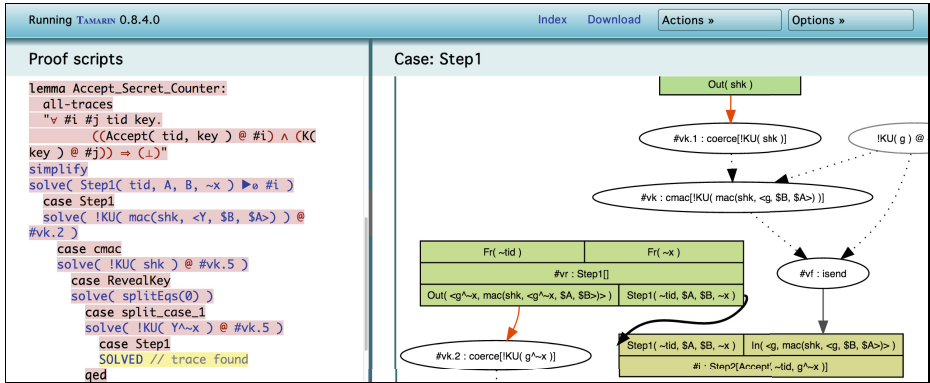 Running TAMARIN 0.8.4.0
Index Download Actions » Options »
Proof scripts
lemma Accept_Secret_Counter:
all-traces
"∀ #i #j tid key.
((Accept( tid, key ) @ #i) ∧ (K(
key ) @ #j)) ⇒ (⊥)"
simplify
solve( Step1( tid, A, B, ~x ) ▶₀ #i )
case Step1
solve( !KU( mac(shk, <Y, $B, $A>) ) @
#vk.2 )
case cmac
solve( !KU( shk ) @ #vk.5 )
case RevealKey
solve( splitEqs(0) )
case split_case_1
solve( !KU( Y^~x ) @ #vk.5 )
case Step1
SOLVED // trace found
qed
Case: Step1
Out( shk )
#vk.1 : coerce[!KU( shk )]
!KU( g ) @
#vk : cmac[!KU( mac(shk, <g, $B, $A>) )]
Fr( ~tid ) Fr( ~x )
#vr : Step1[]
Out( <g^~x, mac(shk, <g^~x, $A, $B>)> ) Step1( ~tid, $A, $B, ~x )
#vf : isend
#vk.2 : coerce[!KU( g^~x )]
Step1( ~tid, $A, $B, ~x ) In( <g, mac(shk, <g, $B, $A>)> )
#i : Step2[Accept( ~tid, g^~x )]